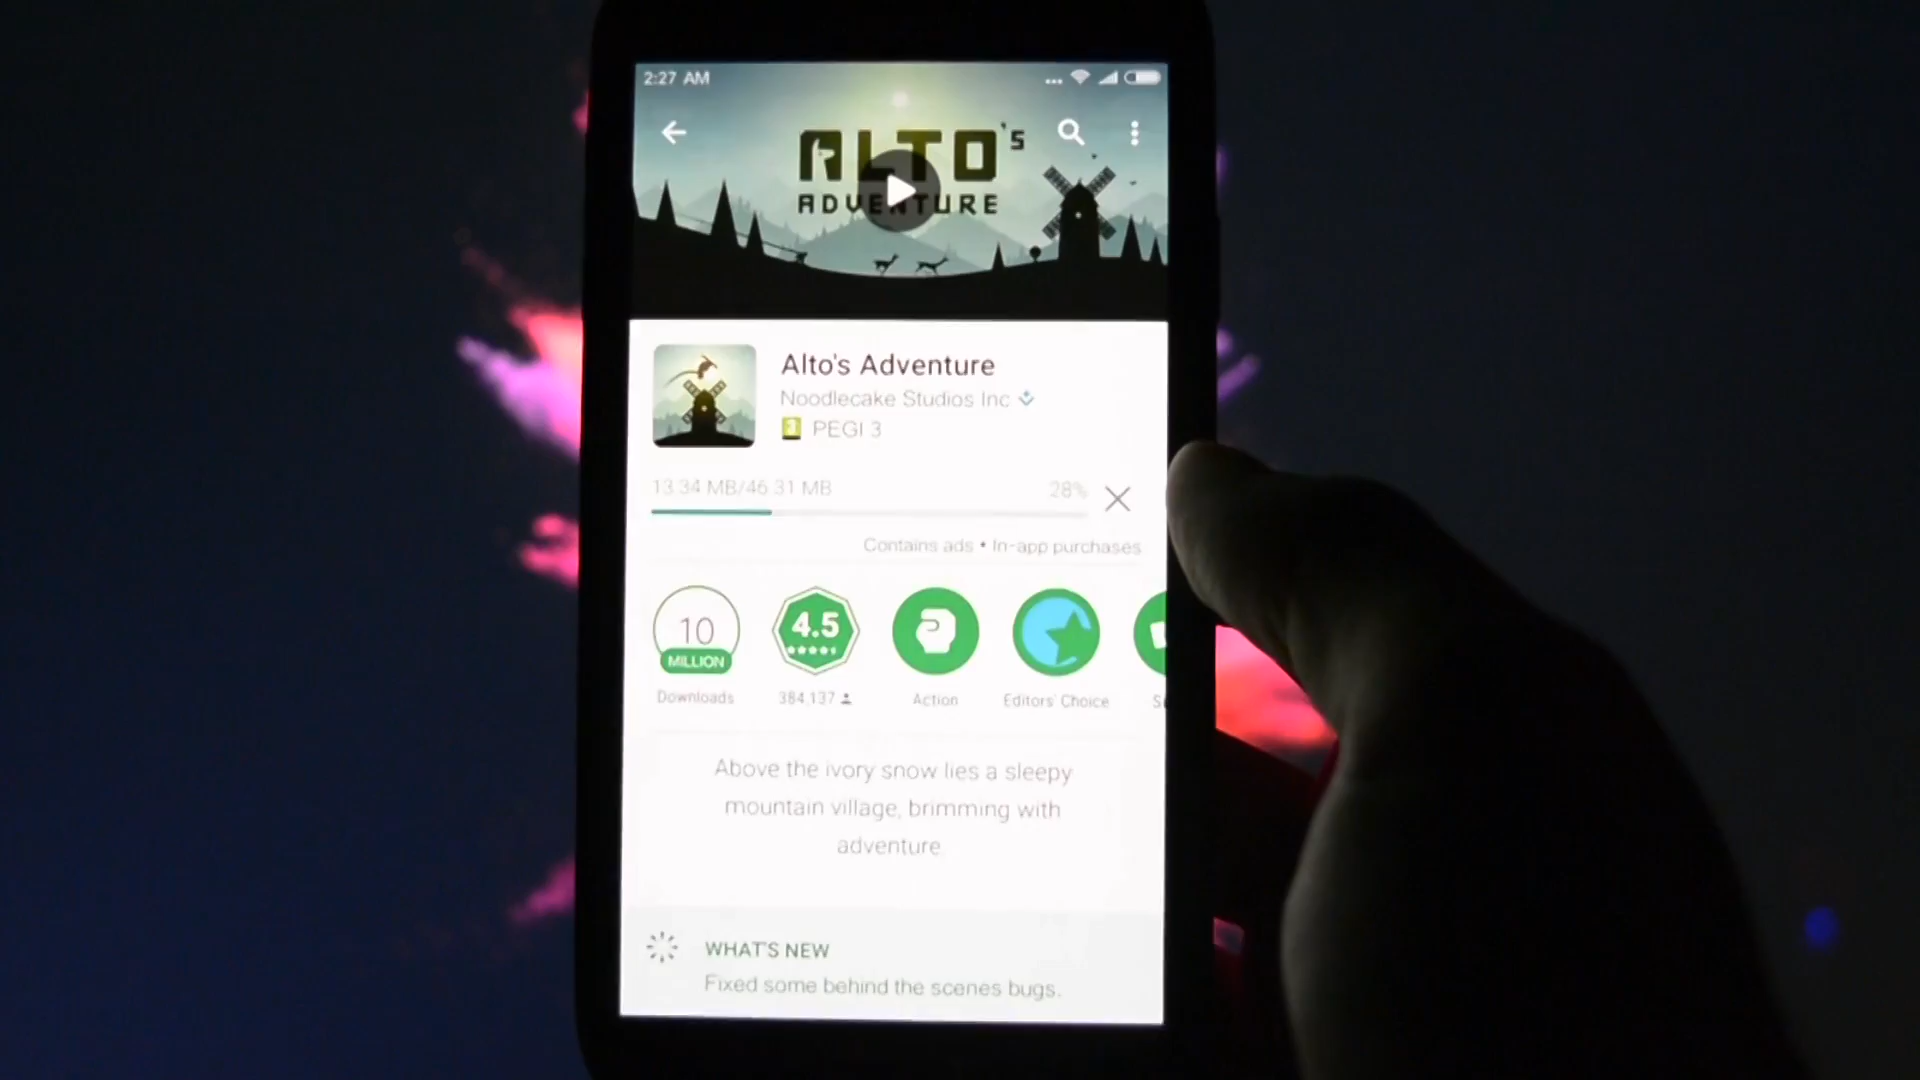 2:27 AM
ALTO'S
ADVENTURE
Alto's Adventure
Noodlecake Studios Inc
3 PEGI 3
13.34 MB/46.31 MB 28%
Contains ads • In-app purchases
10
MILLION
4.5
Downloads 384,137 Action Editors' Choice
Above the ivory snow lies a sleepy
mountain village, brimming with
adventure
WHAT'S NEW
Fixed some behind the scenes bugs.